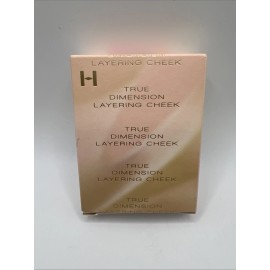 LAYERING CHEEK
H
TRUE
DIMENSION
LAYERING CHEEK
TRUE
DIMENSION
LAYERING CHEEK
TRUE
DIMENSION
LAYERING CHEEK
TRUE
DIMENSION